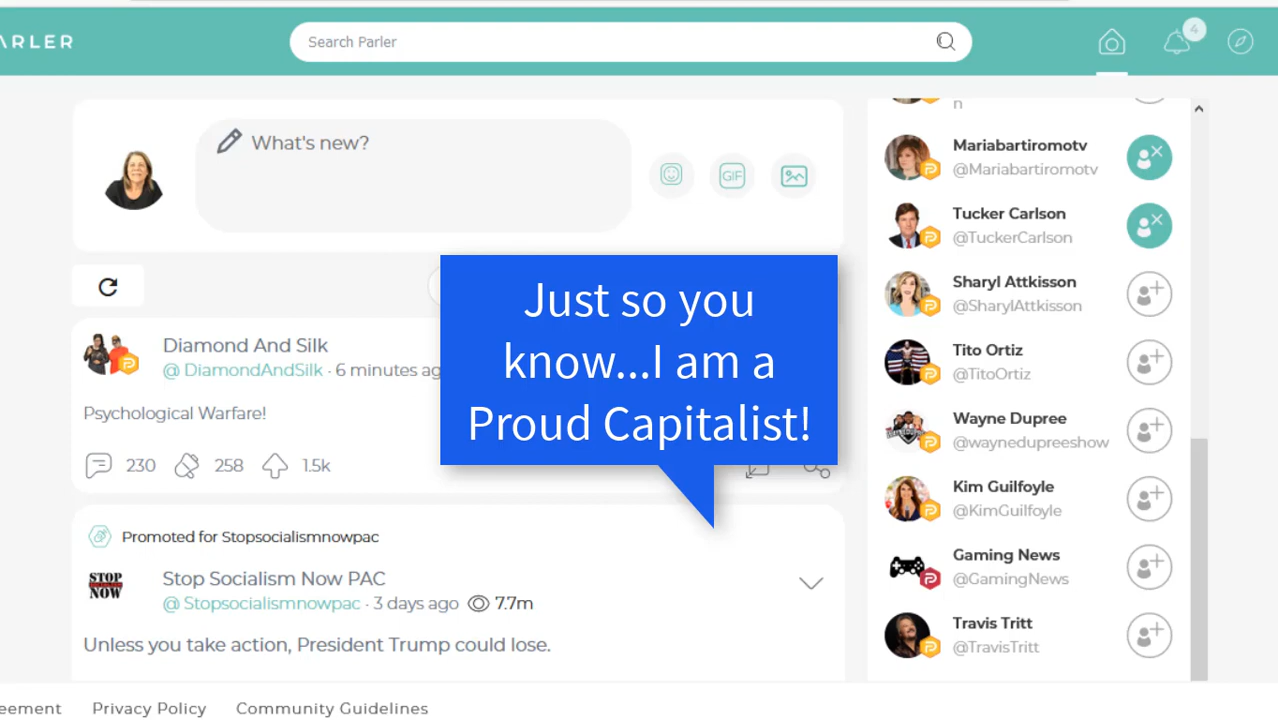 ARLER
Search Parler
4
What's new?
GIF
Just so you
know...I am a
Proud Capitalist!
Diamond And Silk
@ DiamondAndSilk · 6 minutes ag
Psychological Warfare!
230 258 1.5k
Promoted for Stopsocialismnowpac
STOP
NOW
Stop Socialism Now PAC
@ Stopsocialismnowpac · 3 days ago 7.7m
Unless you take action, President Trump could lose.
n
Mariabartiromotv
@Mariabartiromotv
Tucker Carlson
@TuckerCarlson
Sharyl Attkisson
@SharylAttkisson
Tito Ortiz
@TitoOrtiz
Wayne Dupree
@waynedupreeshow
Kim Guilfoyle
@KimGuilfoyle
Gaming News
@GamingNews
Travis Tritt
@TravisTritt
eement Privacy Policy Community Guidelines